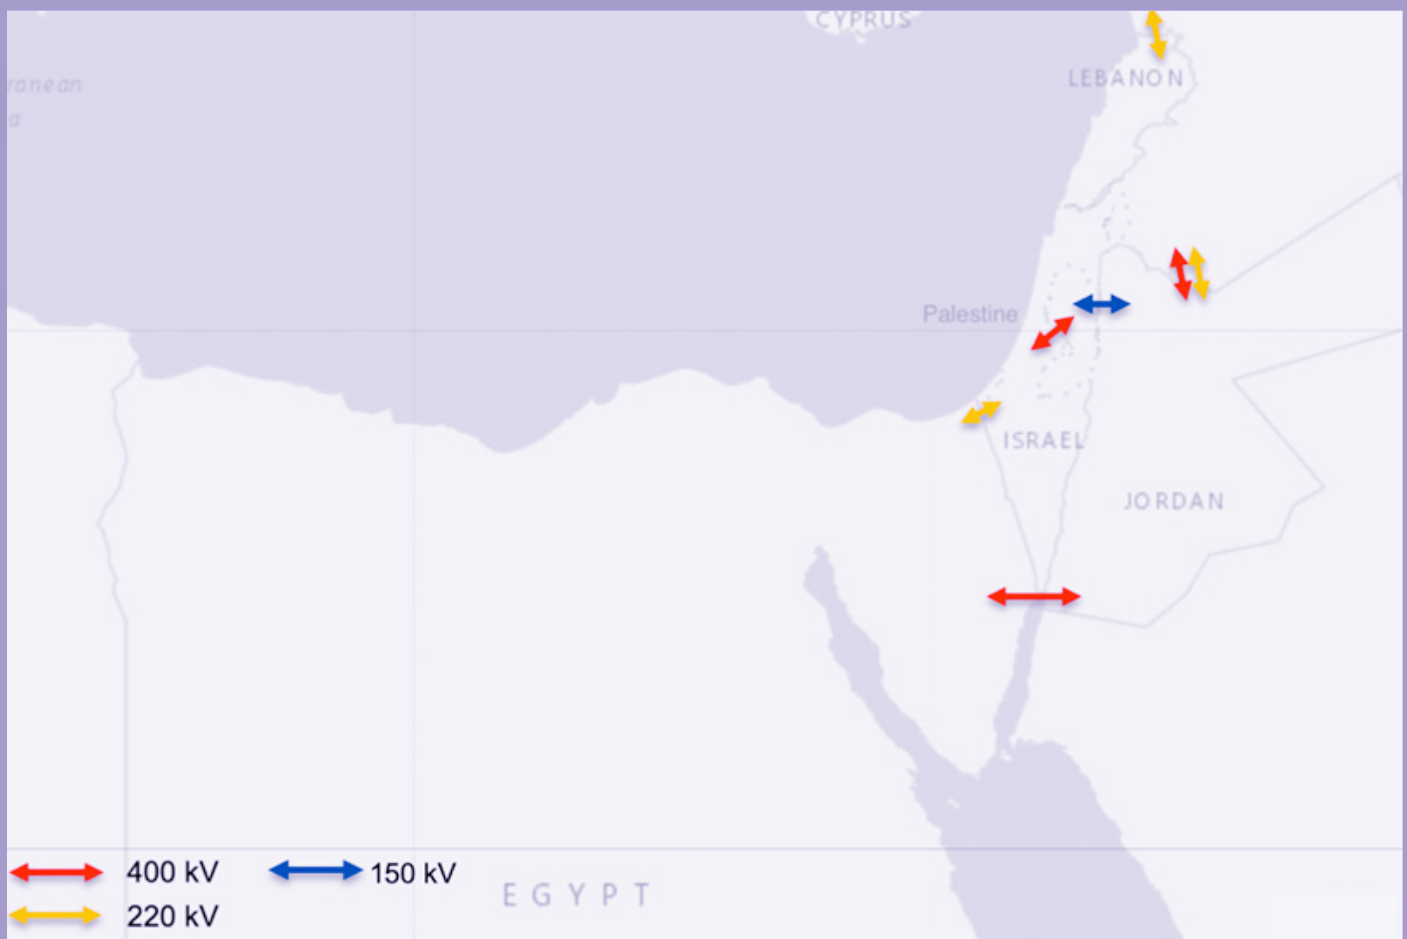 CYPRUS
ranean
a
LEBANON
Palestine
ISRAEL
JORDAN
400 kV
150 kV
220 kV
EGYPT